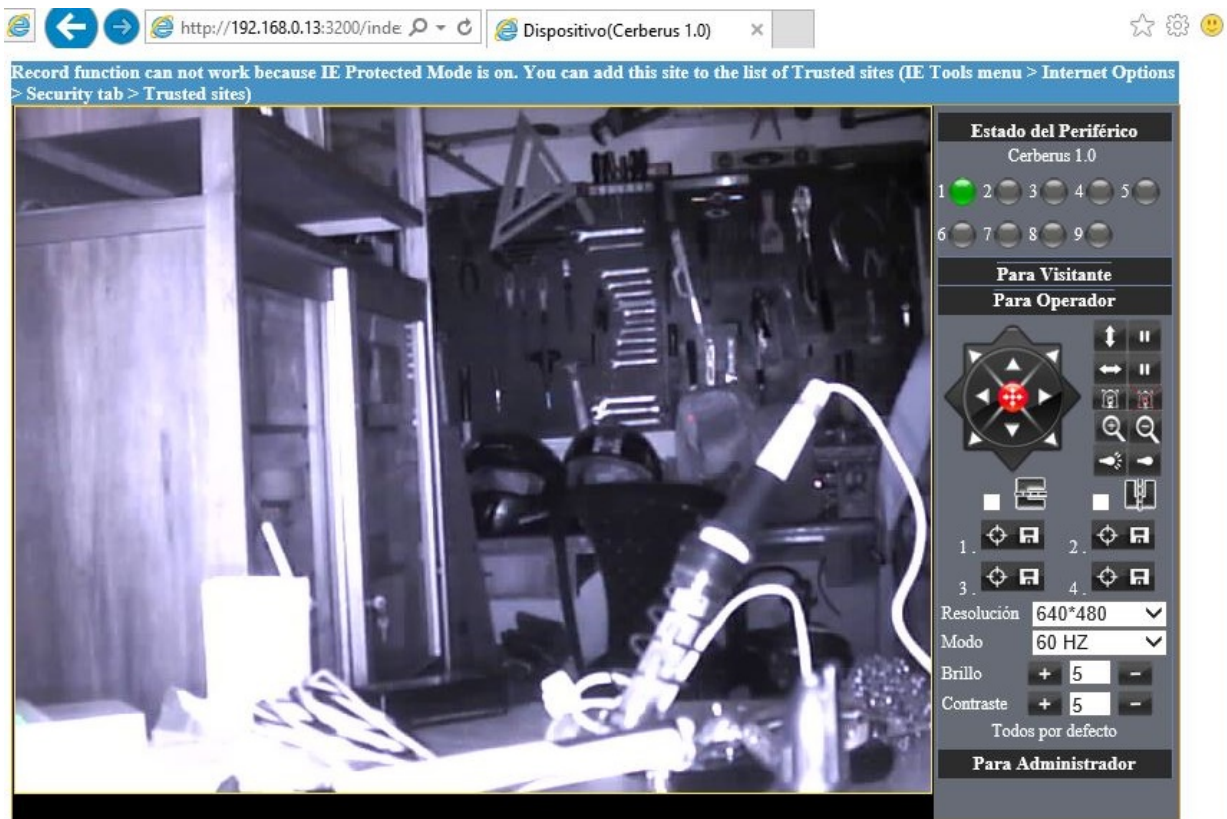 http://192.168.0.13:3200/inde
Dispositivo(Cerberus 1.0)
Record function can not work because IE Protected Mode is on. You can add this site to the list of Trusted sites (IE Tools menu > Internet Options
> Security tab > Trusted sites)
Estado del Periférico
Cerberus 1.0
1 2 3 4 5
6 7 8 9
Para Visitante
Para Operador
1 . 2 .
3 . 4 .
Resolución 640*480
Modo 60 HZ
Brillo + 5 -
Contraste + 5 -
Todos por defecto
Para Administrador